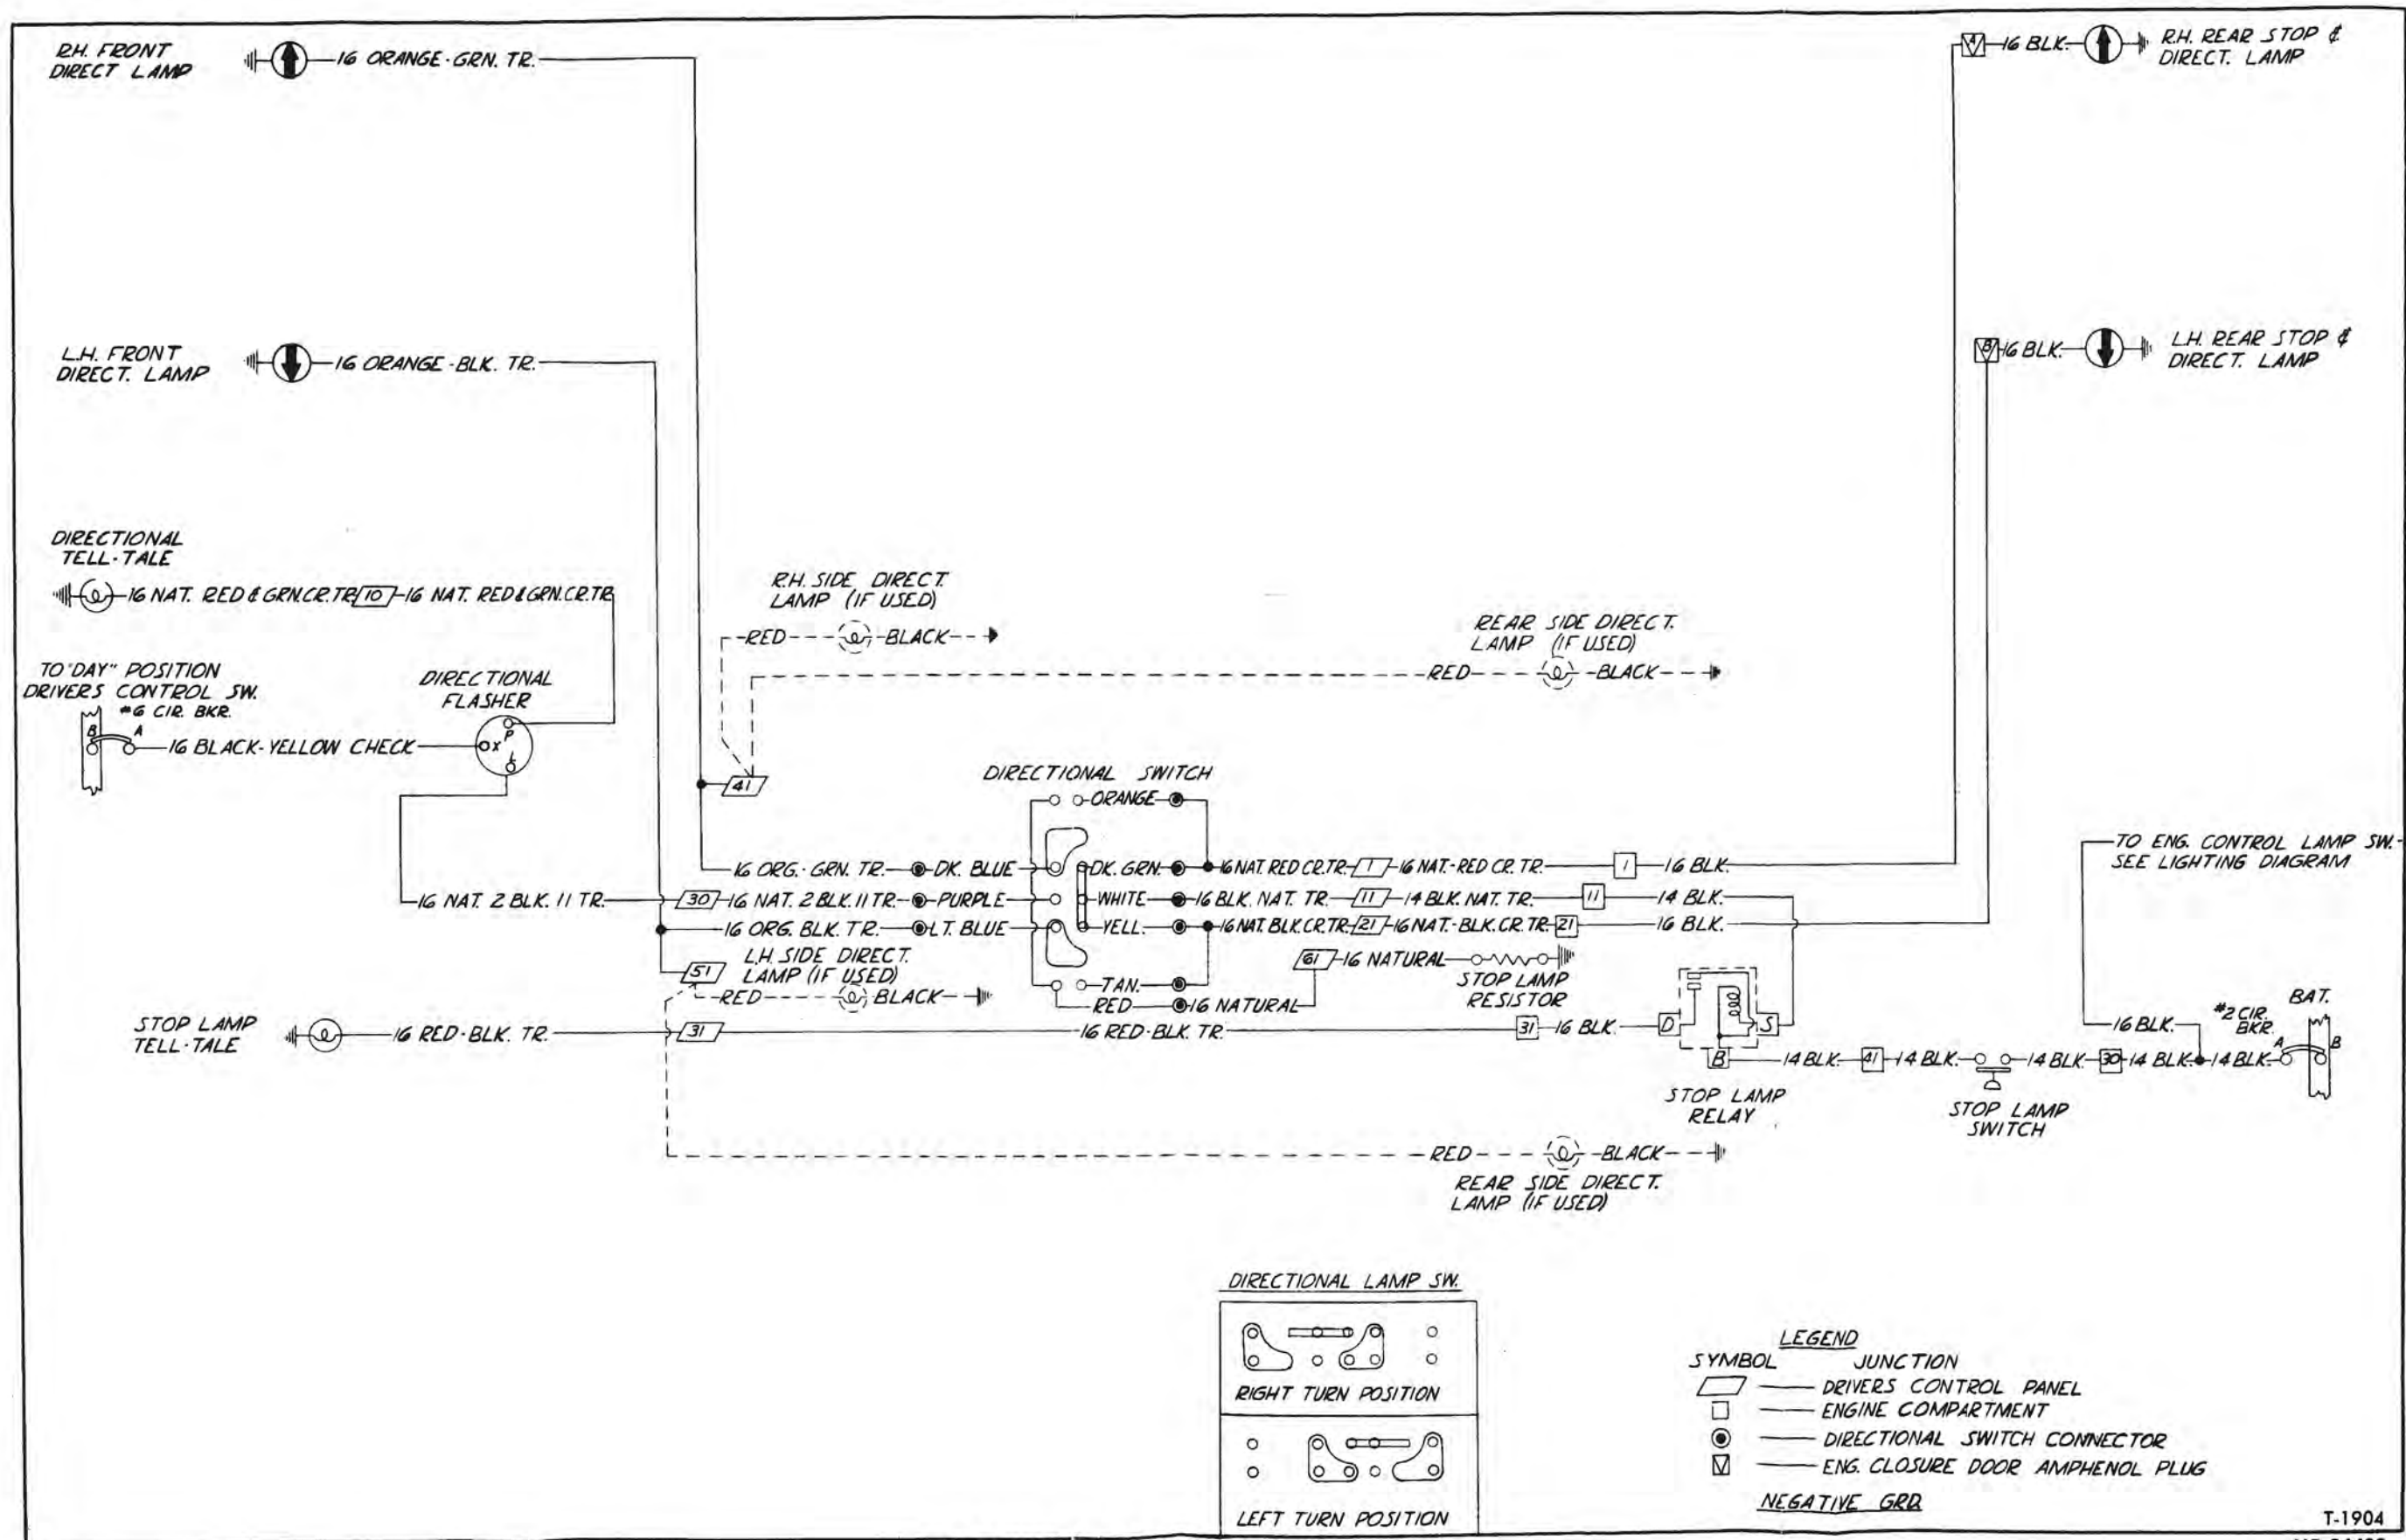 R.H. FRONT
DIRECT LAMP
16 ORANGE-GRN. TR.
4
16 BLK.
R.H. REAR STOP &
DIRECT. LAMP
L.H. FRONT
DIRECT. LAMP
16 ORANGE-BLK. TR.
16 BLK.
L.H. REAR STOP &
DIRECT. LAMP
DIRECTIONAL
TELL-TALE
16 NAT. RED & GRN.CR.TR.
10
16 NAT. RED & GRN.CR.TR.
R.H. SIDE DIRECT.
LAMP (IF USED)
RED
BLACK
REAR SIDE DIRECT.
LAMP (IF USED)
RED
BLACK
TO "DAY" POSITION
DRIVERS CONTROL SW.
#6 CIR. BKR.
B
A
16 BLACK-YELLOW CHECK
DIRECTIONAL
FLASHER
P
X
L
41
DIRECTIONAL SWITCH
ORANGE
16 ORG.-GRN. TR.
DK. BLUE
DK. GRN.
16 NAT. RED CR.TR.
1
16 NAT.-RED CR. TR.
1
16 BLK.
16 NAT. 2 BLK. 11 TR.
30
16 NAT. 2 BLK. 11 TR.
PURPLE
WHITE
16 BLK. NAT. TR.
11
14 BLK. NAT. TR.
11
14 BLK.
16 ORG. BLK. TR.
LT. BLUE
YELL.
16 NAT. BLK.CR.TR.
21
16 NAT.-BLK.CR.TR.
21
16 BLK.
TO ENG. CONTROL LAMP SW.-
SEE LIGHTING DIAGRAM
51
L.H. SIDE DIRECT.
LAMP (IF USED)
RED
BLACK
TAN.
RED
16 NATURAL
61
16 NATURAL
STOP LAMP
RESISTOR
STOP LAMP
TELL-TALE
16 RED-BLK. TR.
31
16 RED-BLK. TR.
31
16 BLK.
D
S
B
STOP LAMP
RELAY
14 BLK.
41
14 BLK.
STOP LAMP
SWITCH
14 BLK.
30
14 BLK.
14 BLK.
16 BLK.
#2 CIR.
BKR.
A
BAT.
B
RED
BLACK
REAR SIDE DIRECT.
LAMP (IF USED)
DIRECTIONAL LAMP SW.
RIGHT TURN POSITION
LEFT TURN POSITION
LEGEND
SYMBOL JUNCTION
DRIVERS CONTROL PANEL
ENGINE COMPARTMENT
DIRECTIONAL SWITCH CONNECTOR
ENG. CLOSURE DOOR AMPHENOL PLUG
NEGATIVE GRD.
T-1904